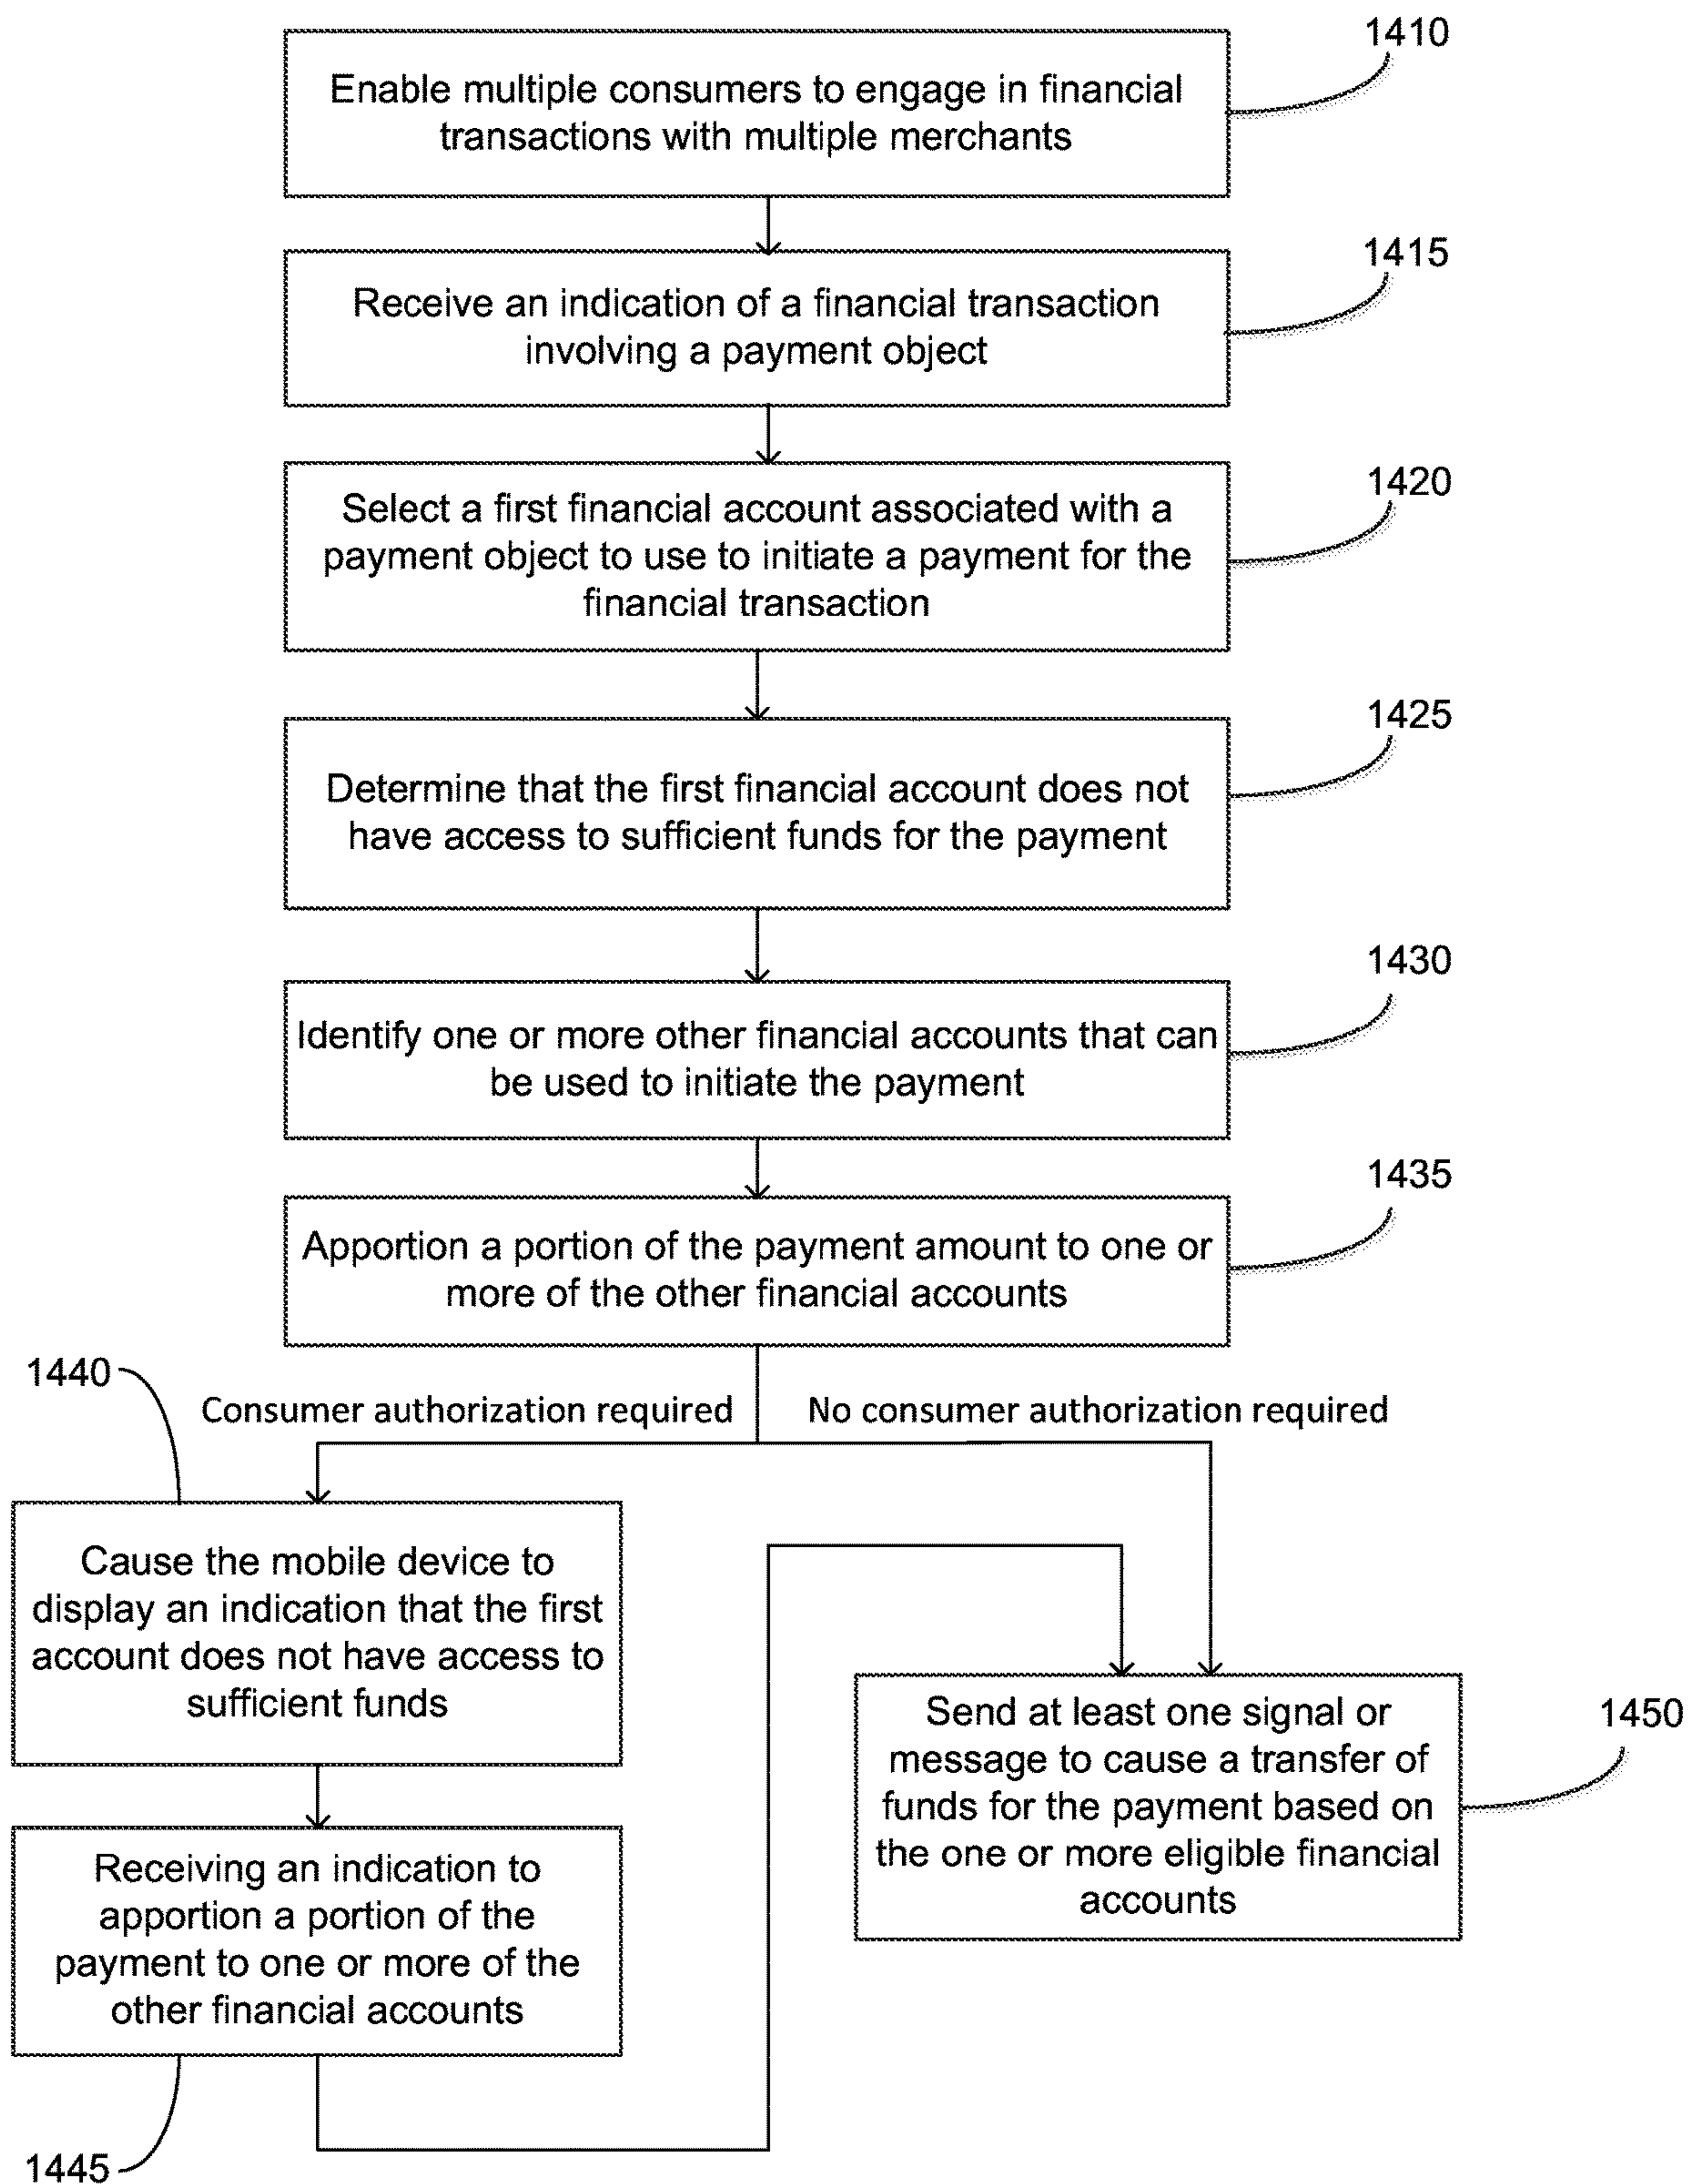 1410
Enable multiple consumers to engage in financial
transactions with multiple merchants
1415
Receive an indication of a financial transaction
involving a payment object
1420
Select a first financial account associated with a
payment object to use to initiate a payment for the
financial transaction
1425
Determine that the first financial account does not
have access to sufficient funds for the payment
1430
Identify one or more other financial accounts that can
be used to initiate the payment
1435
Apportion a portion of the payment amount to one or
more of the other financial accounts
1440
Consumer authorization required
No consumer authorization required
Cause the mobile device to
display an indication that the first
account does not have access to
sufficient funds
Receiving an indication to
apportion a portion of the
payment to one or more of the
other financial accounts
1445
Send at least one signal or
message to cause a transfer of
funds for the payment based on
the one or more eligible financial
accounts
1450